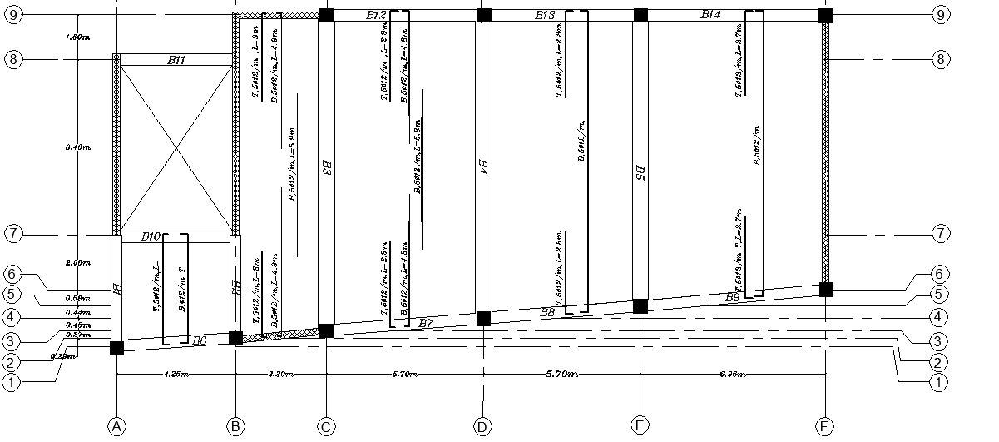 9
B12
B13
B14
9
1.60m
8
B11
8
T,5ø12/m ,L=3m
B,5ø12/m,L=4.9m
T,5ø12/m ,L=2.9m
B,5ø12/m,L=4.8m
T,5ø12/m,L=2.8m
T,5ø12/m,L=2.7m
6.40m
B,5ø12/m,L=5.9m
B3
B,5ø12/m,L=5.8m
B4
B,5ø12/m,
B5
B,5ø12/m
7
B10
7
2.90m
6
B1
T,5ø12/m,L=
B,ø12/m T
B2
T,5ø12/m,L=3m
B,5ø12/m,L=4.9m
T,5ø12/m,L=2.9m
B,5ø12/m,L=4.8m
T,5ø12/m,L=2.8m
T,5ø12/m T,L=2.7m
6
5
0.58m
B9
5
4
0.44m
B7
B8
4
0.45m
3
0.27m
B6
3
2
0.29m
2
1
1
4.25m
3.30m
5.70m
5.70m
6.96m
A
B
C
D
E
F